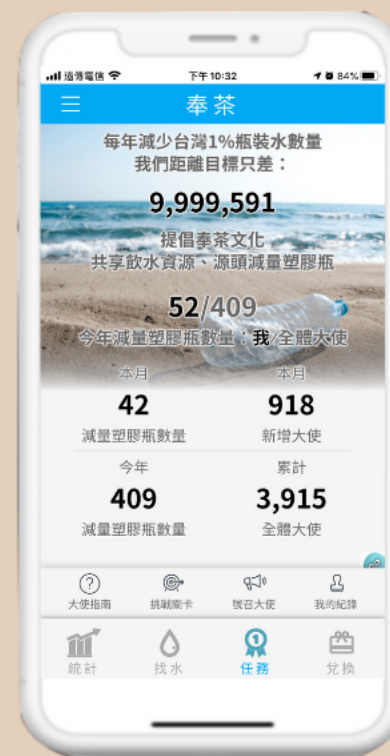 遠傳電信
下午10:32
84%
奉茶
每年減少台灣1%瓶裝水數量
我們距離目標只差：
9,999,591
提倡奉茶文化
共享飲水資源、源頭減量塑膠瓶
52/409
今年減量塑膠瓶數量：我/全體大使
本月 本月
42 918
減量塑膠瓶數量 新增大使
今年 累計
409 3,915
減量塑膠瓶數量 全體大使
大使指南 挑戰關卡 號召大使 我的紀錄
1
統計 找水 任務 兌換